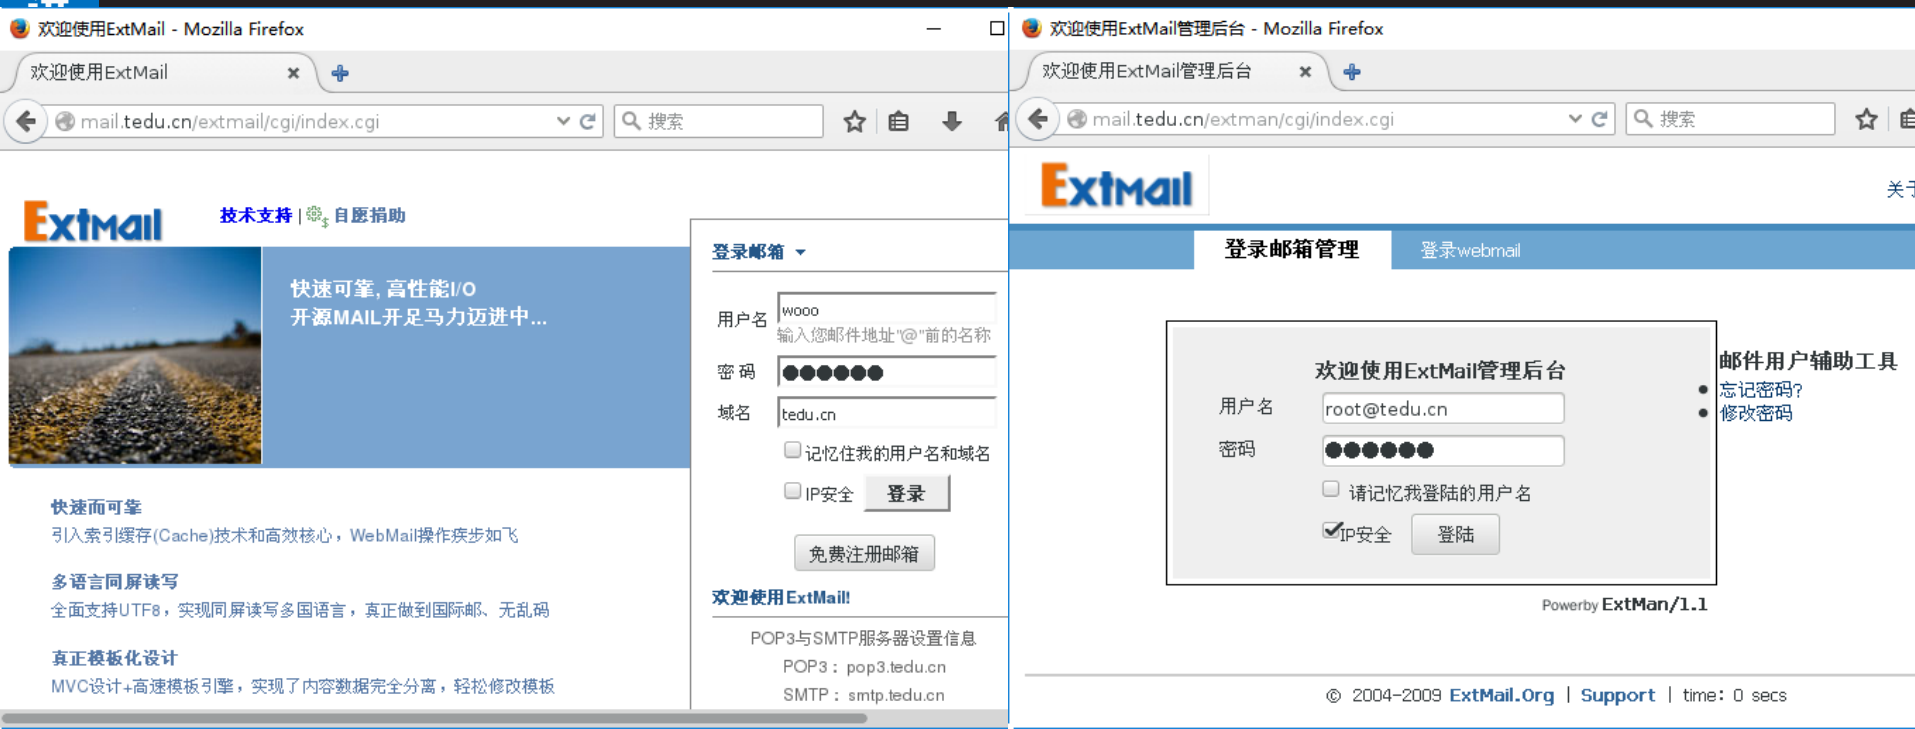 欢迎使用ExtMail - Mozilla Firefox
欢迎使用ExtMail
mail.tedu.cn/extmail/cgi/index.cgi
搜索
ExtMail
技术支持 | 自愿捐助
快速可靠, 高性能I/O
开源MAIL开足马力迈进中...
登录邮箱
用户名 wooo
输入您邮件地址"@"前的名称
密 码 ●●●●●●
域名 tedu.cn
记忆住我的用户名和域名
IP安全 登录
免费注册邮箱
快速而可靠
引入索引缓存(Cache)技术和高效核心，WebMail操作疾步如飞
多语言同屏读写
全面支持UTF8，实现同屏读写多国语言，真正做到国际邮、无乱码
真正模板化设计
MVC设计+高速模板引擎，实现了内容数据完全分离，轻松修改模板
欢迎使用ExtMail!
POP3与SMTP服务器设置信息
POP3： pop3.tedu.cn
SMTP： smtp.tedu.cn
欢迎使用ExtMail管理后台 - Mozilla Firefox
欢迎使用ExtMail管理后台
mail.tedu.cn/extman/cgi/index.cgi
搜索
ExtMail
关于
登录邮箱管理 登录webmail
欢迎使用ExtMail管理后台
用户名 root@tedu.cn
密码 ●●●●●●
请记忆我登陆的用户名
IP安全 登陆
邮件用户辅助工具
忘记密码?
修改密码
Powerby ExtMan/1.1
© 2004-2009 ExtMail.Org | Support | time: 0 secs